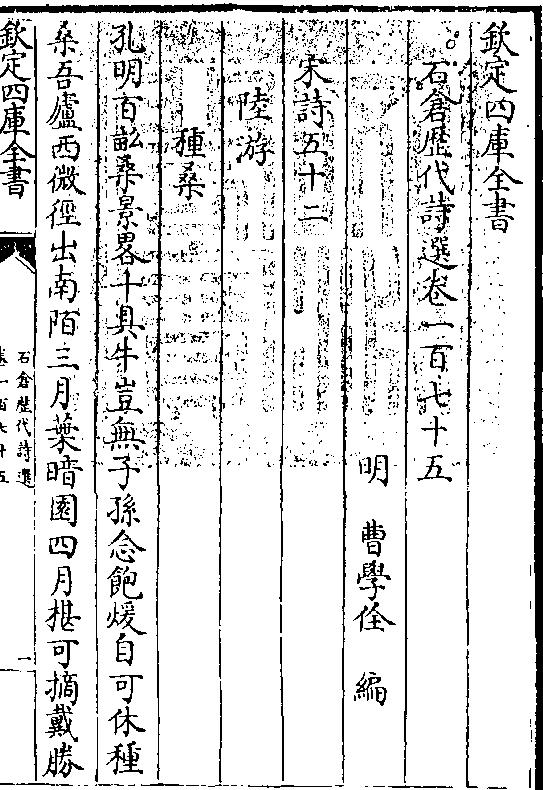 欽定四庫全書
石倉歷代詩選卷一百七十五
明　曹學佺　編
宋詩五十二
陸游
種桑
孔明百畝桑景畧十具牛豈無子孫念飽煖自可休種
桑吾廬西微徑出南陌三月葉暗園四月椹可摘戴勝
欽定四庫全書
石倉歷代詩選
卷一百七十五
一